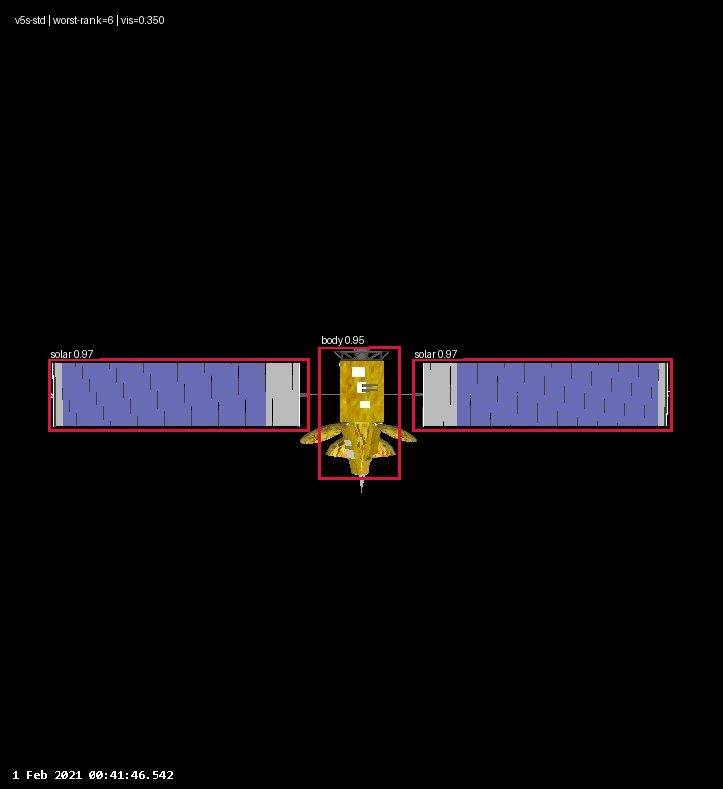 v5s-std | worst-rank=6 | vis=0.350
body 0.95
solar 0.97
solar 0.97
1 Feb 2021 00:41:46.542